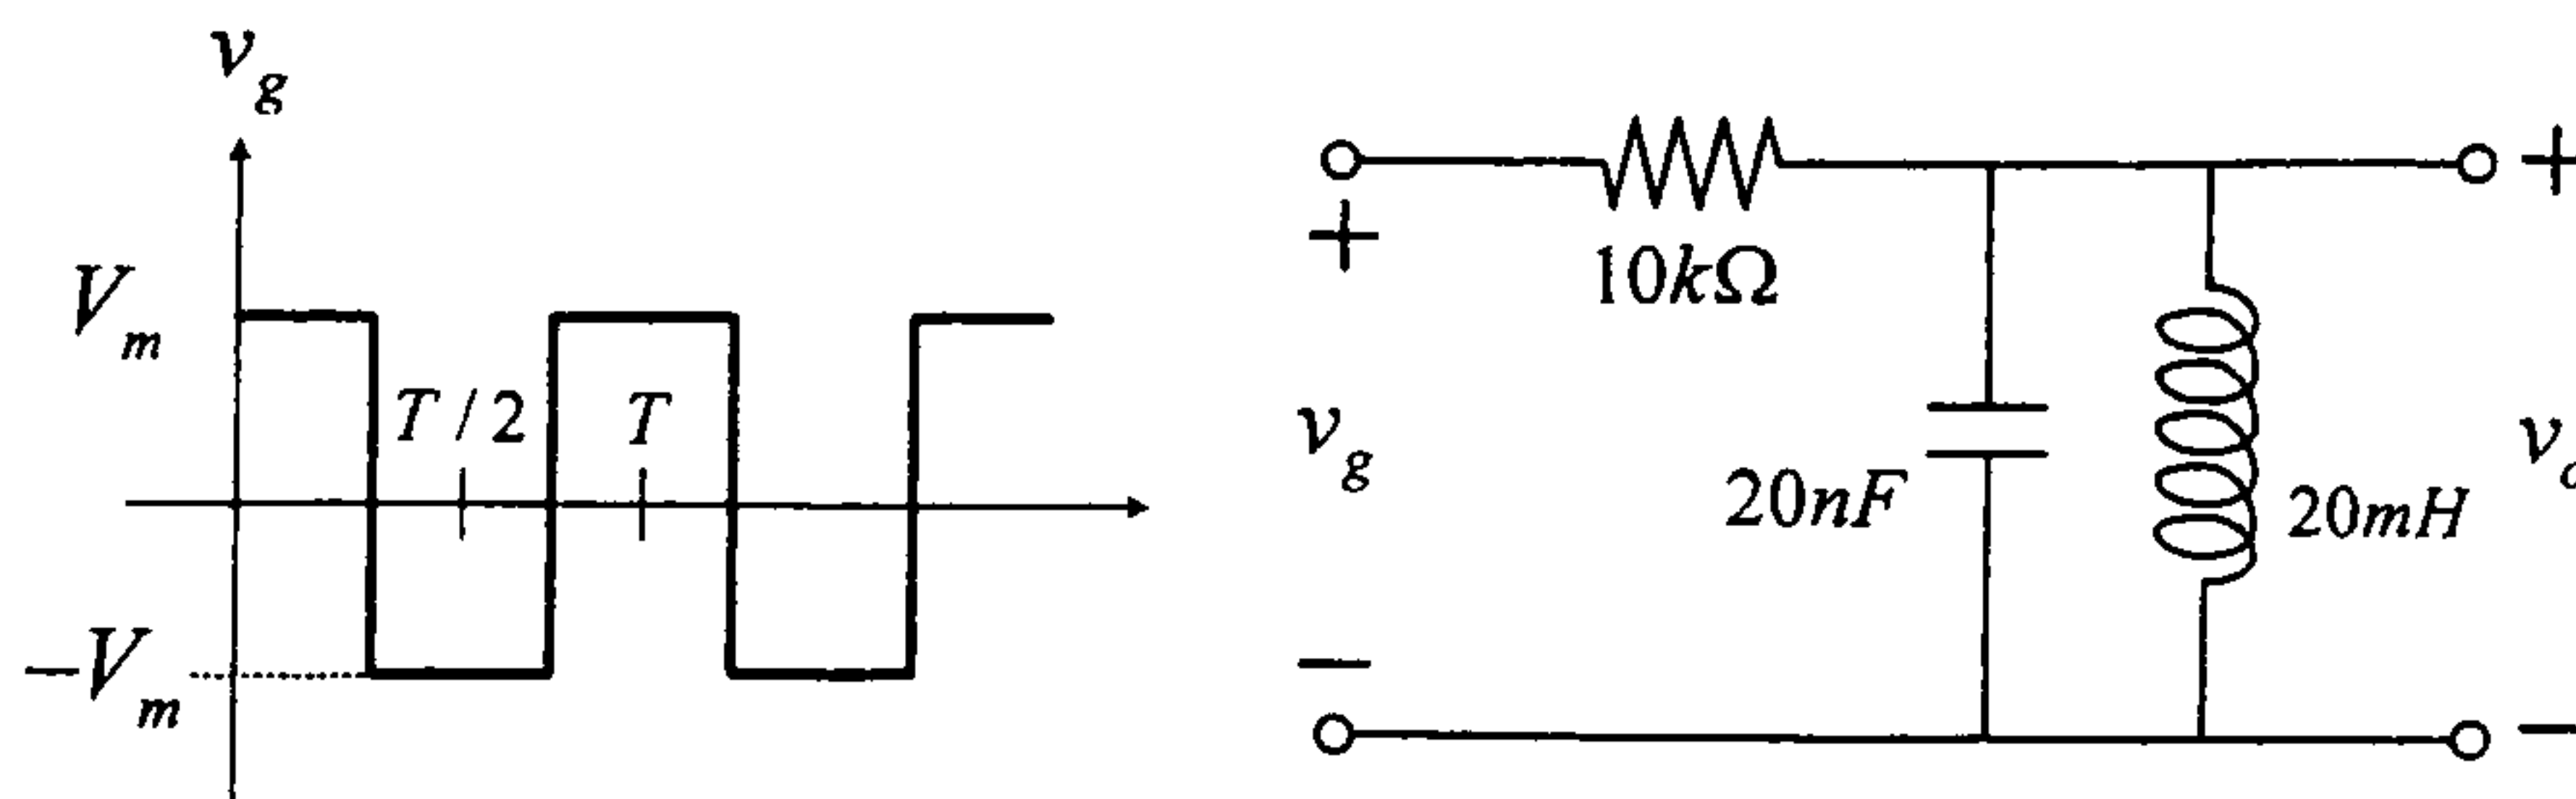 v_g
V_m
T / 2
T
-V_m
+
10kΩ
+
v_g
20nF
20mH
−
−